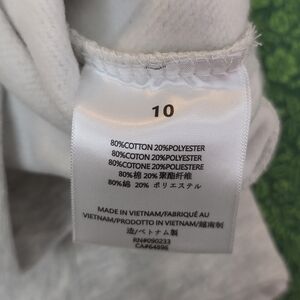 10
80%COTTON 20%POLYESTER
80%COTTON 20%POLYESTER
80%COTONE 20%POLIESTERE
80%棉 20%聚酯纤维
80%綿 20% ポリエステル
MADE IN VIETNAM/FABRIQUÉ AU
VIETNAM/PRODOTTO IN VIETNAM/越南制
造/ベトナム製
RN#090233
CA#64896